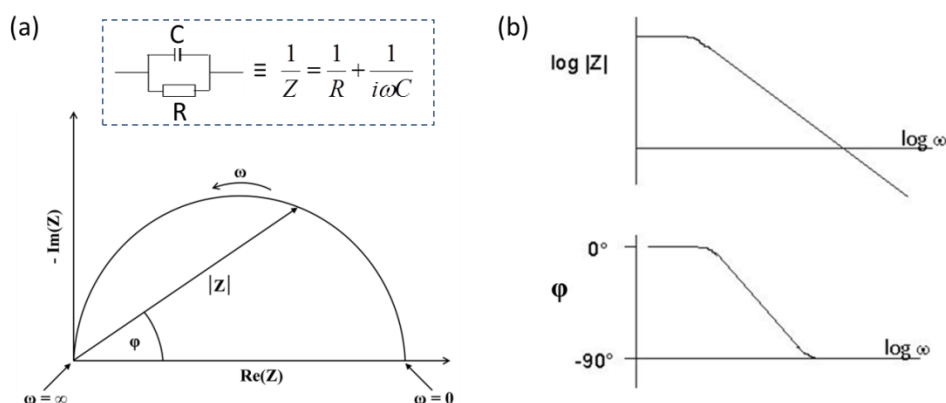 (a)
C
R
≡ 1/Z = 1/R + 1/iωC
ω
- Im(Z)
|Z|
φ
Re(Z)
ω = ∞
ω = 0
(b)
log |Z|
log ω
0°
φ
-90°
log ω